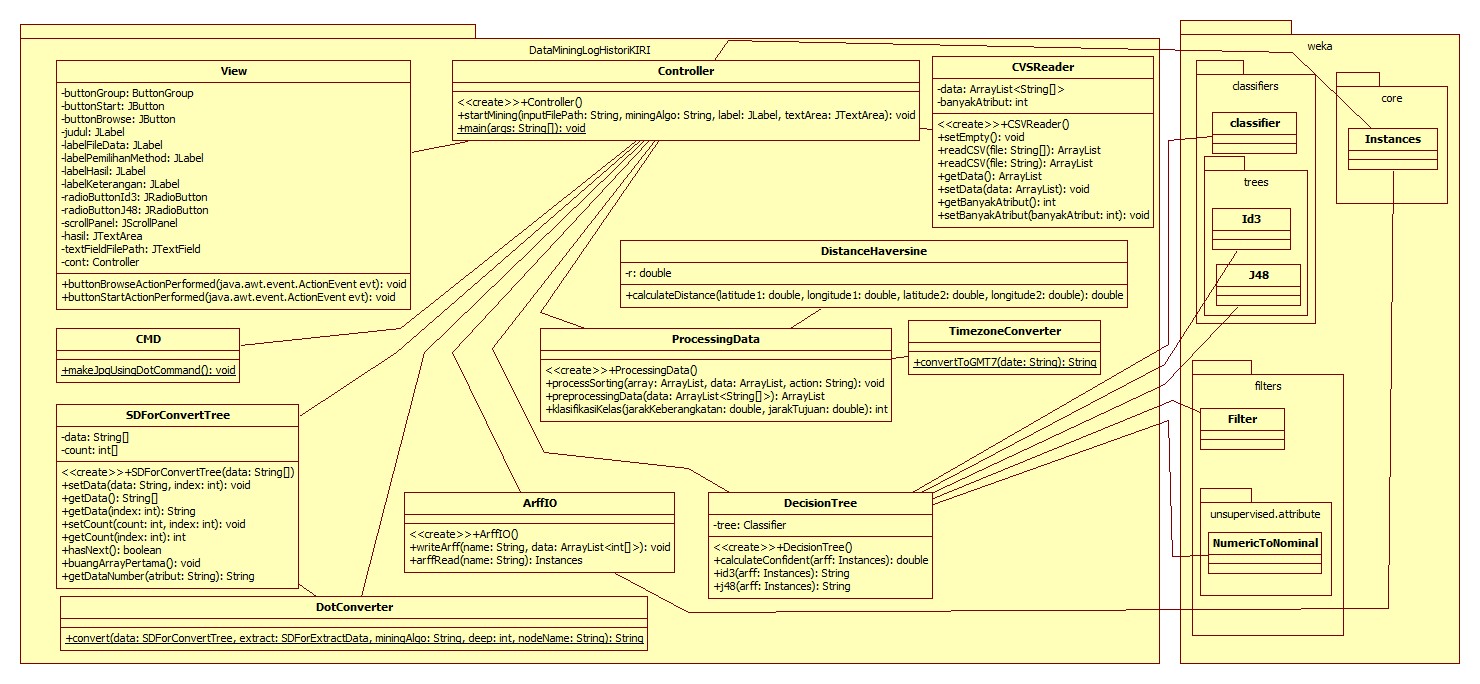 DataMiningLogHistoriKIRI
View
-buttonGroup: ButtonGroup
-buttonStart: JButton
-buttonBrowse: JButton
-judul: JLabel
-labelFileData: JLabel
-labelPemilihanMethod: JLabel
-labelHasil: JLabel
-labelKeterangan: JLabel
-radioButtonId3: JRadioButton
-radioButtonJ48: JRadioButton
-scrollPanel: JScrollPanel
-hasil: JTextArea
-textFieldFilePath: JTextField
-cont: Controller
+buttonBrowseActionPerformed(java.awt.event.ActionEvent evt): void
+buttonStartActionPerformed(java.awt.event.ActionEvent evt): void
Controller
<<create>>+Controller()
+startMining(inputFilePath: String, miningAlgo: String, label: JLabel, textArea: JTextArea): void
+main(args: String[]): void
CVSReader
-data: ArrayList<String[]>
-banyakAtribut: int
<<create>>+CSVReader()
+setEmpty(): void
+readCSV(file: String[]): ArrayList
+readCSV(file: String): ArrayList
+getData(): ArrayList
+setData(data: ArrayList): void
+getBanyakAtribut(): int
+setBanyakAtribut(banyakAtribut: int): void
DistanceHaversine
-r: double
+calculateDistance(latitude1: double, longitude1: double, latitude2: double, longitude2: double): double
CMD
+makeJpgUsingDotCommand(): void
ProcessingData
<<create>>+ProcessingData()
+processSorting(array: ArrayList, data: ArrayList, action: String): void
+preprocessingData(data: ArrayList<String[]>): ArrayList
+klasifikasiKelas(jarakKeberangkatan: double, jarakTujuan: double): int
TimezoneConverter
+convertToGMT7(date: String): String
SDForConvertTree
-data: String[]
-count: int[]
<<create>>+SDForConvertTree(data: String[])
+setData(data: String, index: int): void
+getData(): String[]
+getData(index: int): String
+setCount(count: int, index: int): void
+getCount(index: int): int
+hasNext(): boolean
+buangArrayPertama(): void
+getDataNumber(atribut: String): String
ArffIO
<<create>>+ArffIO()
+writeArff(name: String, data: ArrayList<int[]>): void
+arffRead(name: String): Instances
DecisionTree
-tree: Classifier
<<create>>+DecisionTree()
+calculateConfident(arff: Instances): double
+id3(arff: Instances): String
+j48(arff: Instances): String
DotConverter
+convert(data: SDForConvertTree, extract: SDForExtractData, miningAlgo: String, deep: int, nodeName: String): String
weka
classifiers
classifier
trees
Id3
J48
core
Instances
filters
Filter
unsupervised.attribute
NumericToNominal